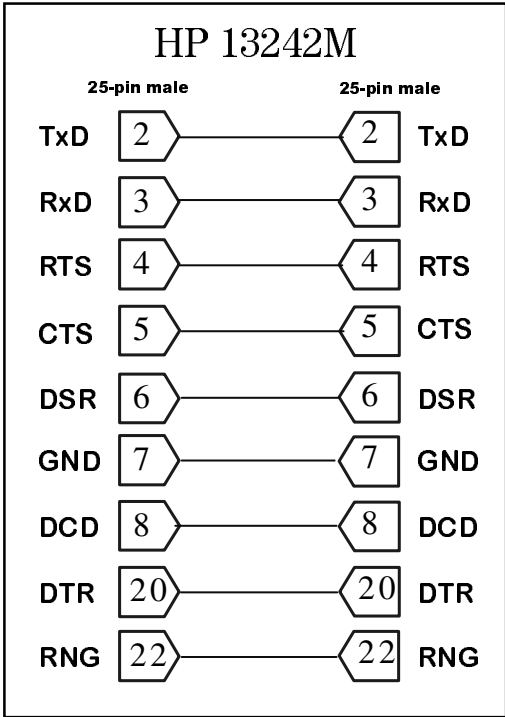 HP 13242M
25-pin male 25-pin male
TxD 2 2 TxD
RxD 3 3 RxD
RTS 4 4 RTS
CTS 5 5 CTS
DSR 6 6 DSR
GND 7 7 GND
DCD 8 8 DCD
DTR 20 20 DTR
RNG 22 22 RNG